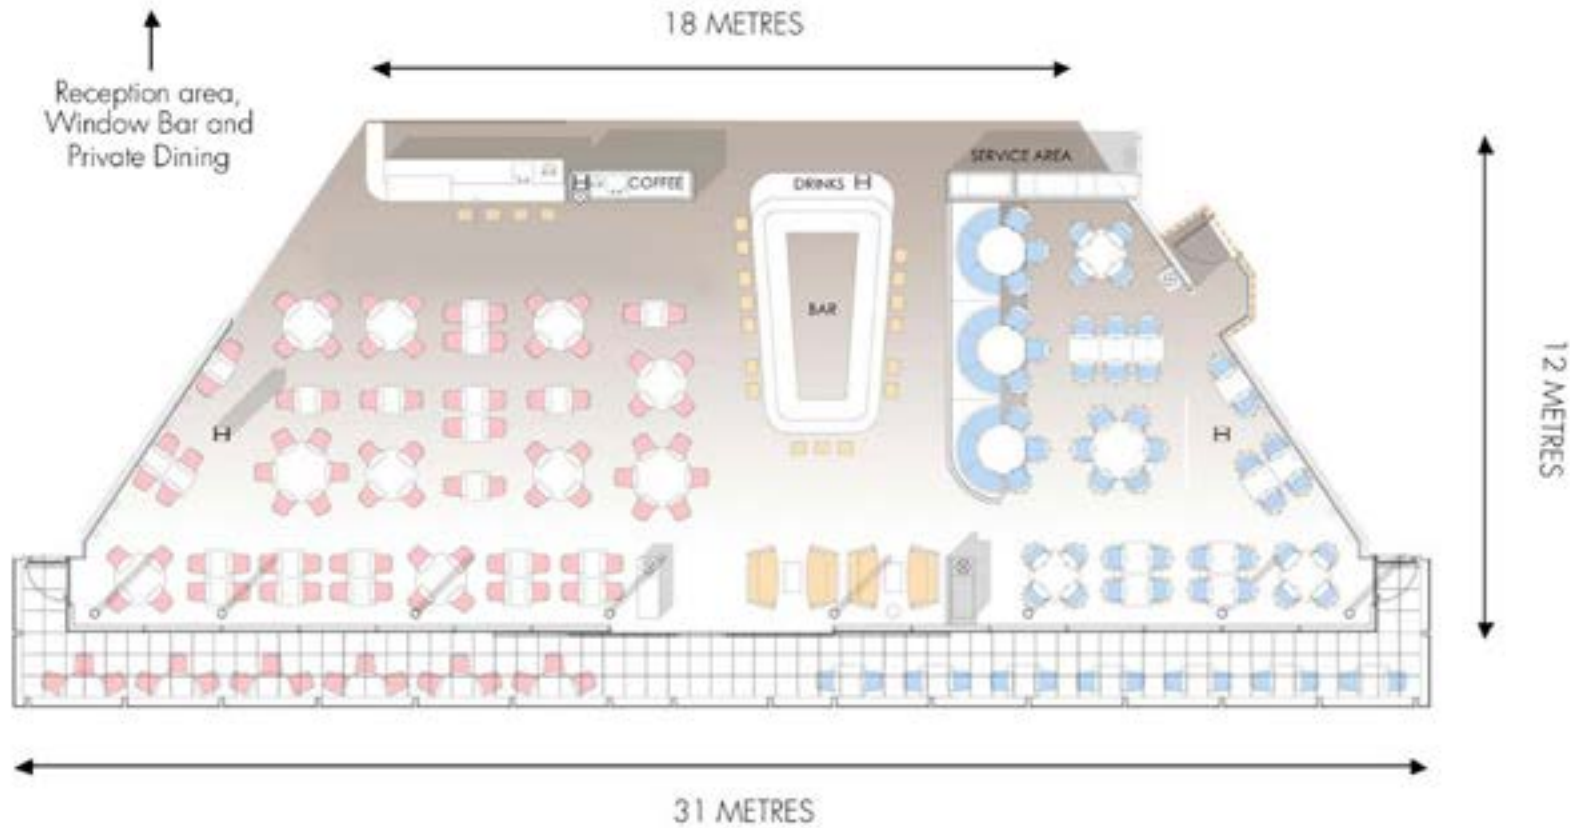 18 METRES
Reception area,
Window Bar and
Private Dining
SERVICE AREA
COFFEE
DRINKS
BAR
12 METRES
31 METRES